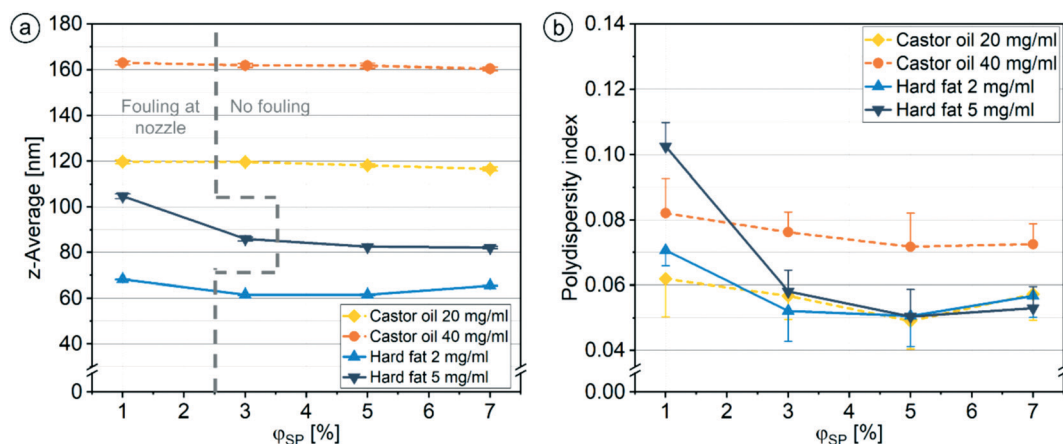 a
180
160
140
120
100
80
60
40
0
z-Average [nm]
Fouling at
nozzle
No fouling
Castor oil 20 mg/ml
Castor oil 40 mg/ml
Hard fat 2 mg/ml
Hard fat 5 mg/ml
1 2 3 4 5 6 7
φSP [%]
b
0.14
0.12
0.10
0.08
0.06
0.04
0.00
Polydispersity index
Castor oil 20 mg/ml
Castor oil 40 mg/ml
Hard fat 2 mg/ml
Hard fat 5 mg/ml
1 2 3 4 5 6 7
φSP [%]